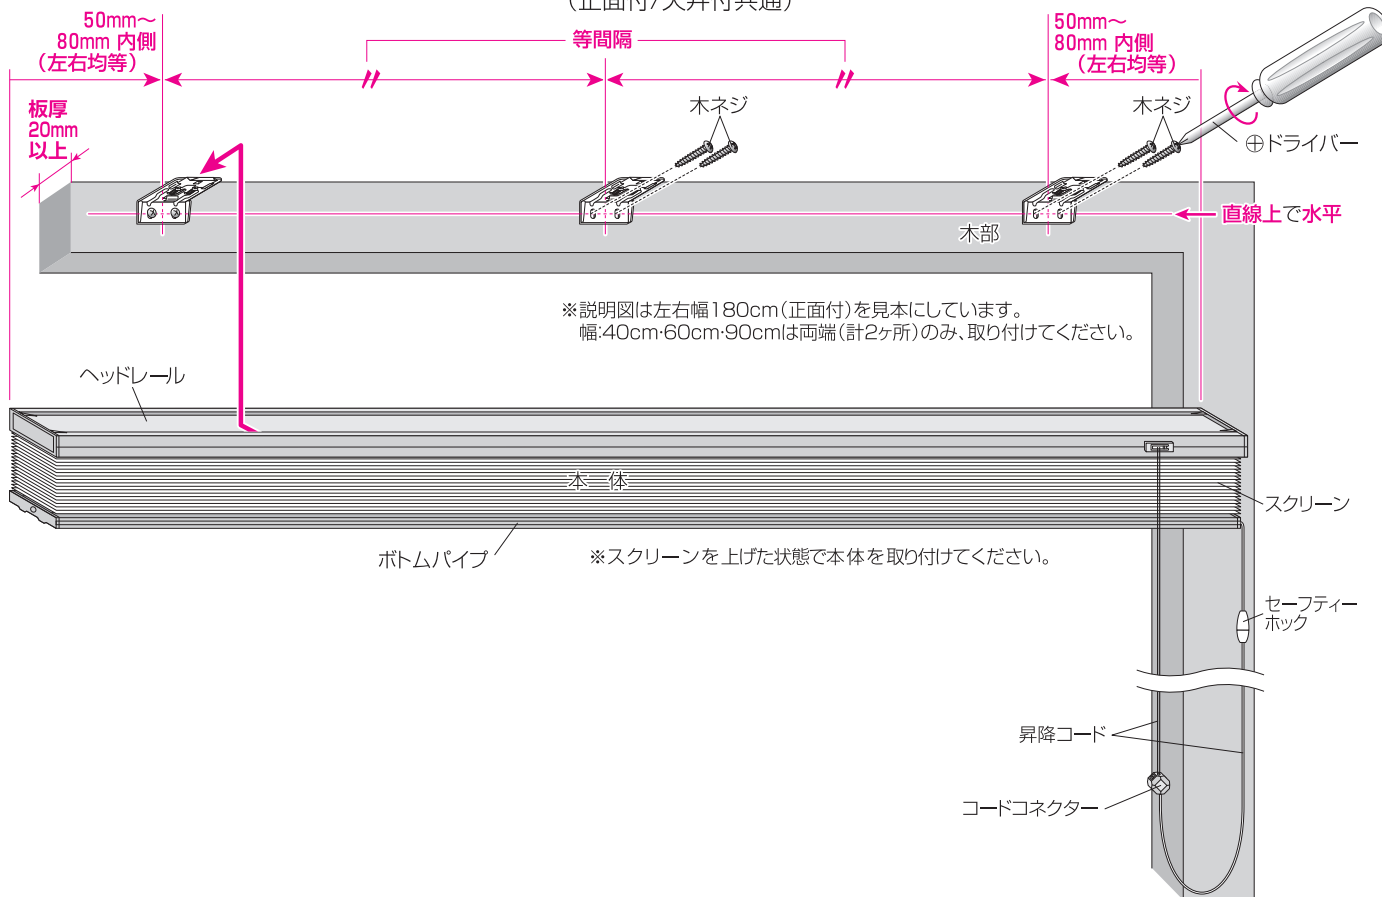 (正面付/天井付共通)
50mm〜
80mm 内側
(左右均等)
等間隔
50mm〜
80mm 内側
(左右均等)
板厚
20mm
以上
木ネジ
木ネジ
⊕ドライバー
直線上で水平
木部
※説明図は左右幅180cm(正面付)を見本にしています。
幅:40cm・60cm・90cmは両端(計2ヶ所)のみ、取り付けてください。
ヘッドレール
本 体
スクリーン
ボトムパイプ
※スクリーンを上げた状態で本体を取り付けてください。
セーフティー
ホック
昇降コード
コードコネクター